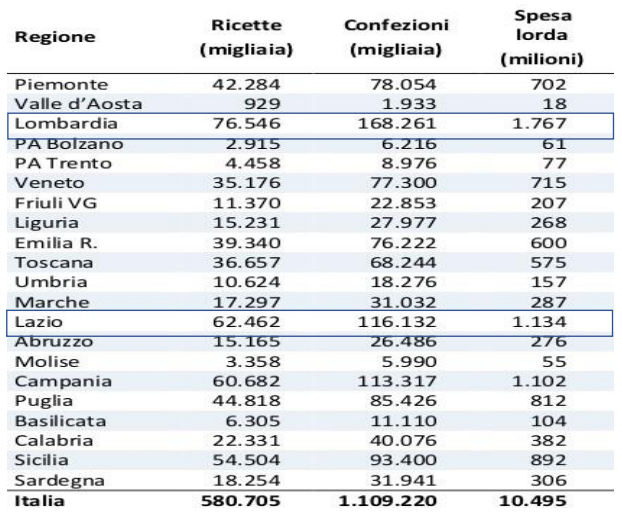 Regione Ricette (migliaia) Confezioni (migliaia) Spesa lorda (milioni)
Piemonte 42.284 78.054 702
Valle d'Aosta 929 1.933 18
Lombardia 76.546 168.261 1.767
PA Bolzano 2.915 6.216 61
PA Trento 4.458 8.976 77
Veneto 35.176 77.300 715
Friuli VG 11.370 22.853 207
Liguria 15.231 27.977 268
Emilia R. 39.340 76.222 600
Toscana 36.657 68.244 575
Umbria 10.624 18.276 157
Marche 17.297 31.032 287
Lazio 62.462 116.132 1.134
Abruzzo 15.165 26.486 276
Molise 3.358 5.990 55
Campania 60.682 113.317 1.102
Puglia 44.818 85.426 812
Basilicata 6.305 11.110 104
Calabria 22.331 40.076 382
Sicilia 54.504 93.400 892
Sardegna 18.254 31.941 306
Italia 580.705 1.109.220 10.495